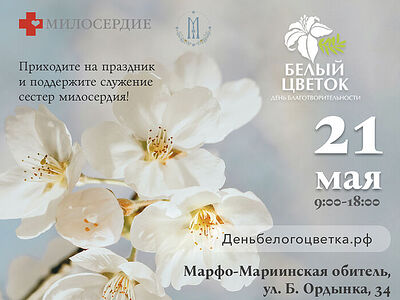 МИЛОСЕРДИЕ
Приходите на праздник
и поддержите служение
сестер милосердия!
БЕЛЫЙ
ЦВЕТОК
ДЕНЬ БЛАГОТВОРИТЕЛЬНОСТИ
21
мая
9:00-18:00
Деньбелогоцветка.рф
Марфо-Мариинская обитель,
ул. Б. Ордынка, 34